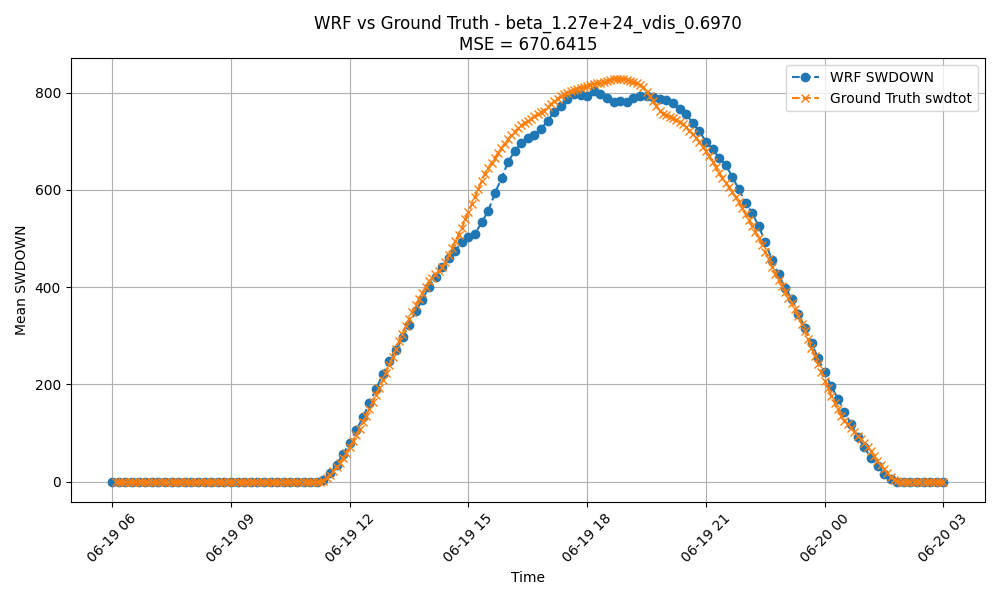 WRF vs Ground Truth - beta_1.27e+24_vdis_0.6970
MSE = 670.6415
WRF SWDOWN
Ground Truth swdtot
Mean SWDOWN
800
600
400
200
0
06-19 06
06-19 09
06-19 12
06-19 15
06-19 18
06-19 21
06-20 00
06-20 03
Time